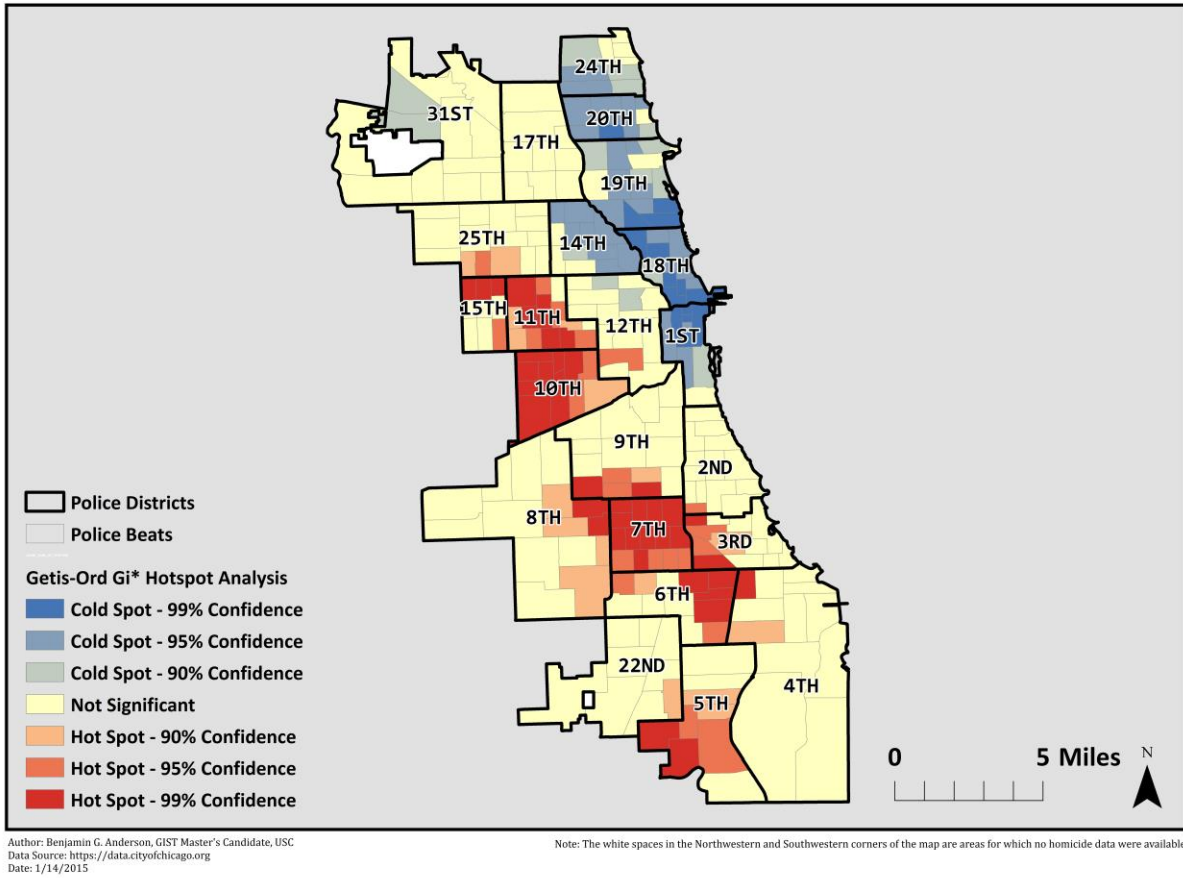 24TH
20TH
31ST
17TH
19TH
25TH
14TH
18TH
15TH
11TH
12TH
1ST
10TH
9TH
2ND
8TH
7TH
3RD
6TH
22ND
4TH
5TH
Police Districts
Police Beats
Getis-Ord Gi* Hotspot Analysis
Cold Spot - 99% Confidence
Cold Spot - 95% Confidence
Cold Spot - 90% Confidence
Not Significant
Hot Spot - 90% Confidence
Hot Spot - 95% Confidence
Hot Spot - 99% Confidence
0 5 Miles
N
Author: Benjamin G. Anderson, GIST Master's Candidate, USC
Data Source: https://data.cityofchicago.org
Date: 1/14/2015
Note: The white spaces in the Northwestern and Southwestern corners of the map are areas for which no homicide data were available